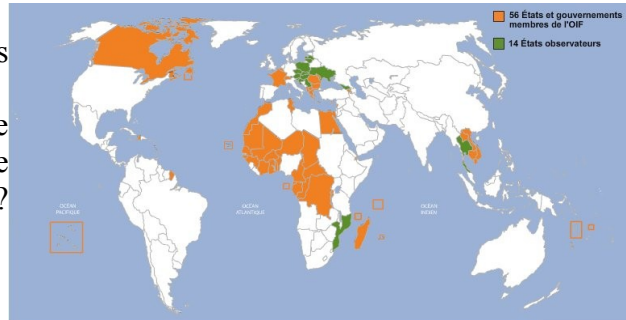 s
e
e
?
56 États et gouvernements
membres de l'OIF
14 États observateurs
OCÉAN
PACIFIQUE
OCÉAN
ATLANTIQUE
OCÉAN
INDIEN